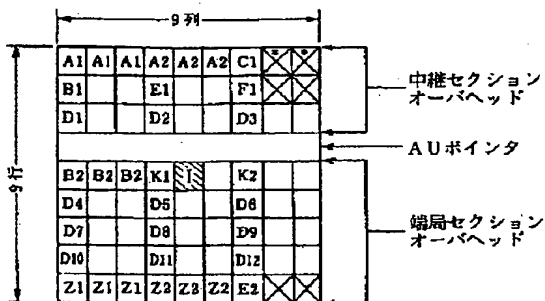 9列
A1 A1 A1 A2 A2 A2 C1 * *
B1 E1 F1
D1 D2 D3
中継セクション
オーバヘッド
AUポインタ
9行
B2 B2 B2 K1 I K2
D4 D5 D6
D7 D8 D9
D10 D11 D12
Z1 Z1 Z1 Z2 Z2 Z2 E2
端局セクション
オーバヘッド